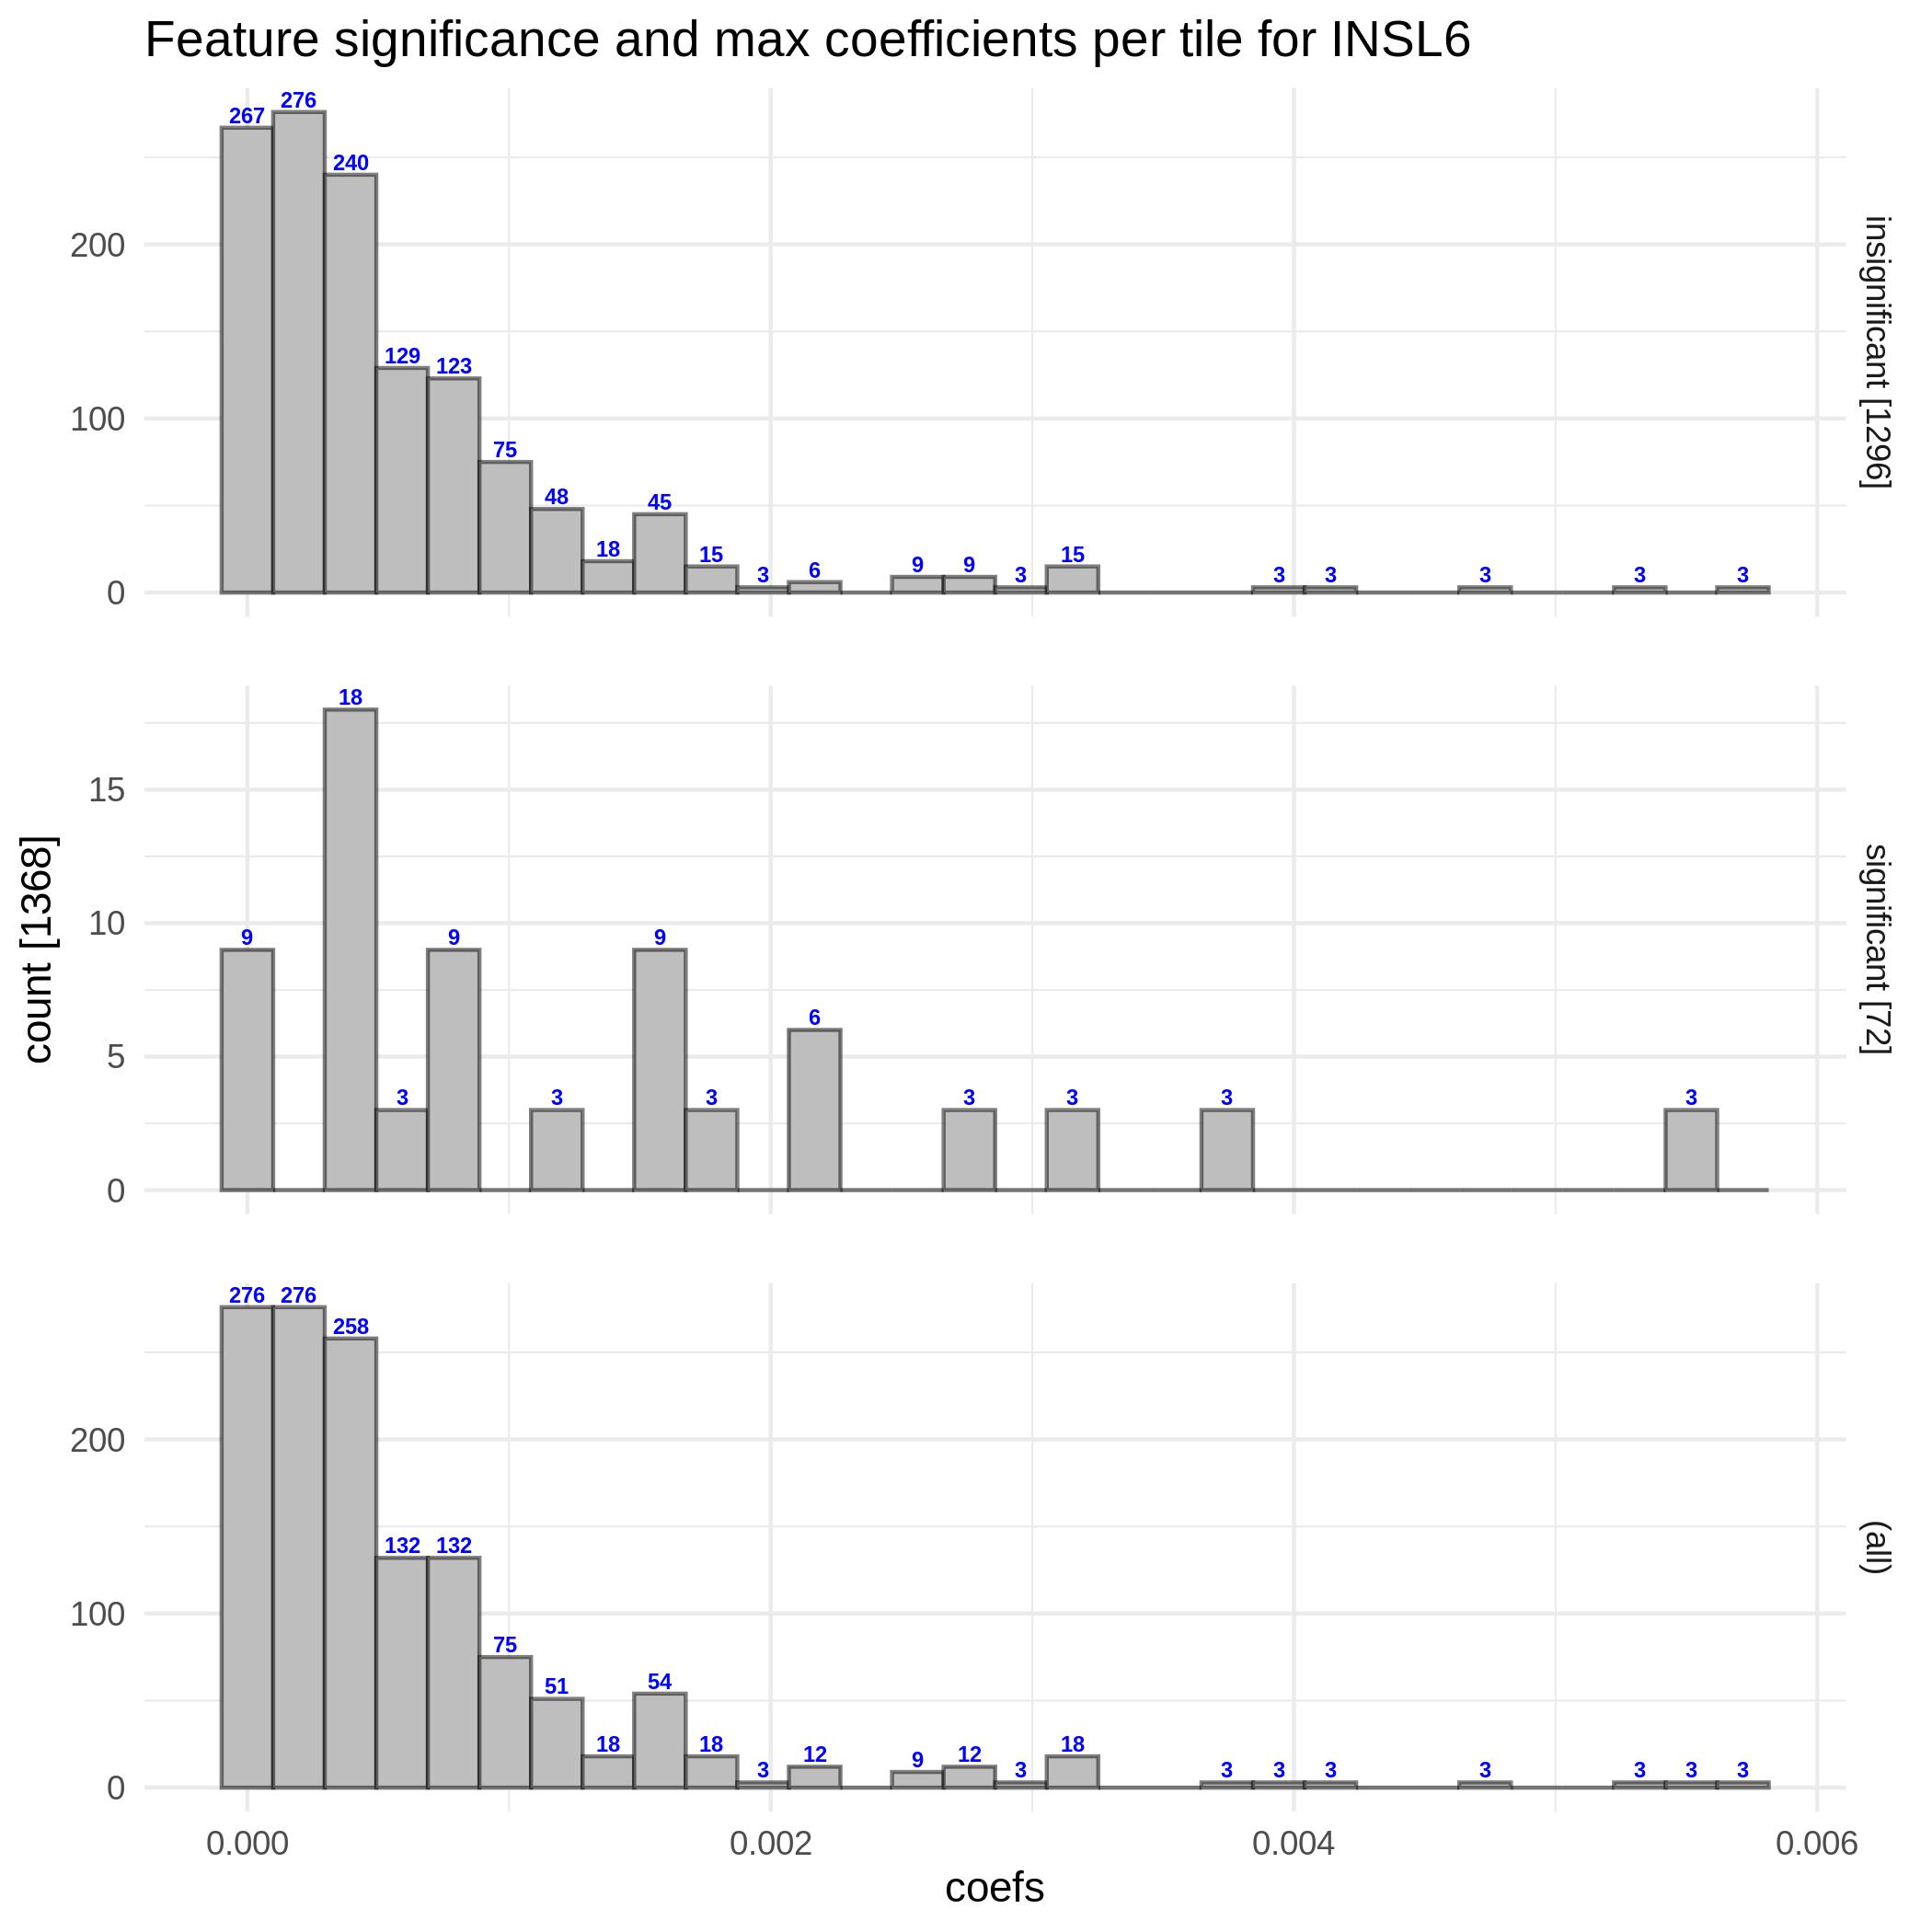 Feature significance and max coefficients per tile for INSL6
267 276 240 129 123 75 48 18 45 15 3 6 9 9 3 15 3 3 3 3 3
200
100
0
insignificant [1296]
9 18 3 9 3 9 3 6 3 3 3 3
15
10
5
0
significant [72]
count [1368]
276 276 258 132 132 75 51 18 54 18 3 12 9 12 3 18 3 3 3 3 3 3 3
200
100
0
(all)
0.000 0.002 0.004 0.006
coefs